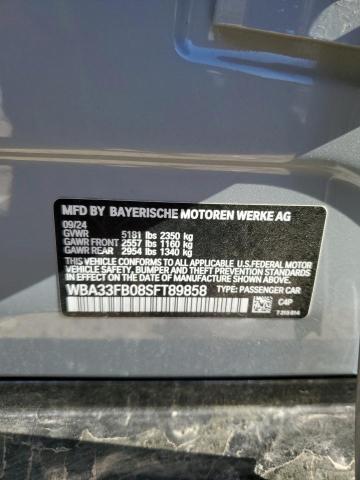 MFD BY BAYERISCHE MOTOREN WERKE AG
09/24
GVWR 5181 lbs 2350 kg
GAWR FRONT 2557 lbs 1160 kg
GAWR REAR 2954 lbs 1340 kg
THIS VEHICLE CONFORMS TO ALL APPLICABLE U.S.FEDERAL MOTOR
VEHICLE SAFETY, BUMPER, AND THEFT PREVENTION STANDARDS
IN EFFECT ON THE DATE OF MANUFACTURE SHOWN ABOVE.
WBA33FB08SFT89858 TYPE: PASSENGER CAR
C4P